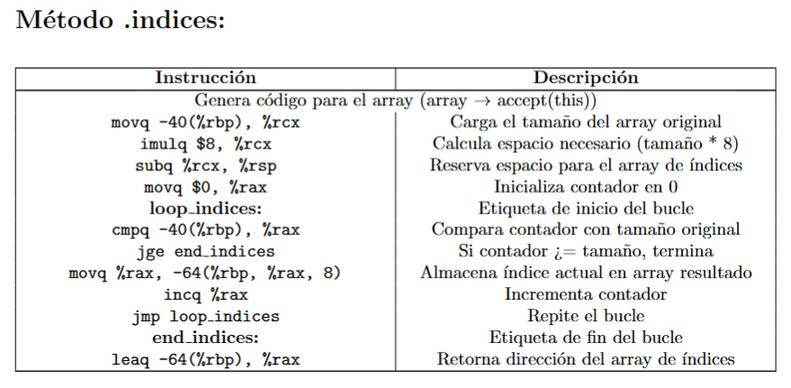 Método .indices:
Instrucción Descripción
Genera código para el array (array → accept(this))
movq -40(%rbp), %rcx Carga el tamaño del array original
imulq $8, %rcx Calcula espacio necesario (tamaño * 8)
subq %rcx, %rsp Reserva espacio para el array de índices
movq $0, %rax Inicializa contador en 0
loop_indices: Etiqueta de inicio del bucle
cmpq -40(%rbp), %rax Compara contador con tamaño original
jge end_indices Si contador ¿= tamaño, termina
movq %rax, -64(%rbp, %rax, 8) Almacena índice actual en array resultado
incq %rax Incrementa contador
jmp loop_indices Repite el bucle
end_indices: Etiqueta de fin del bucle
leaq -64(%rbp), %rax Retorna dirección del array de índices